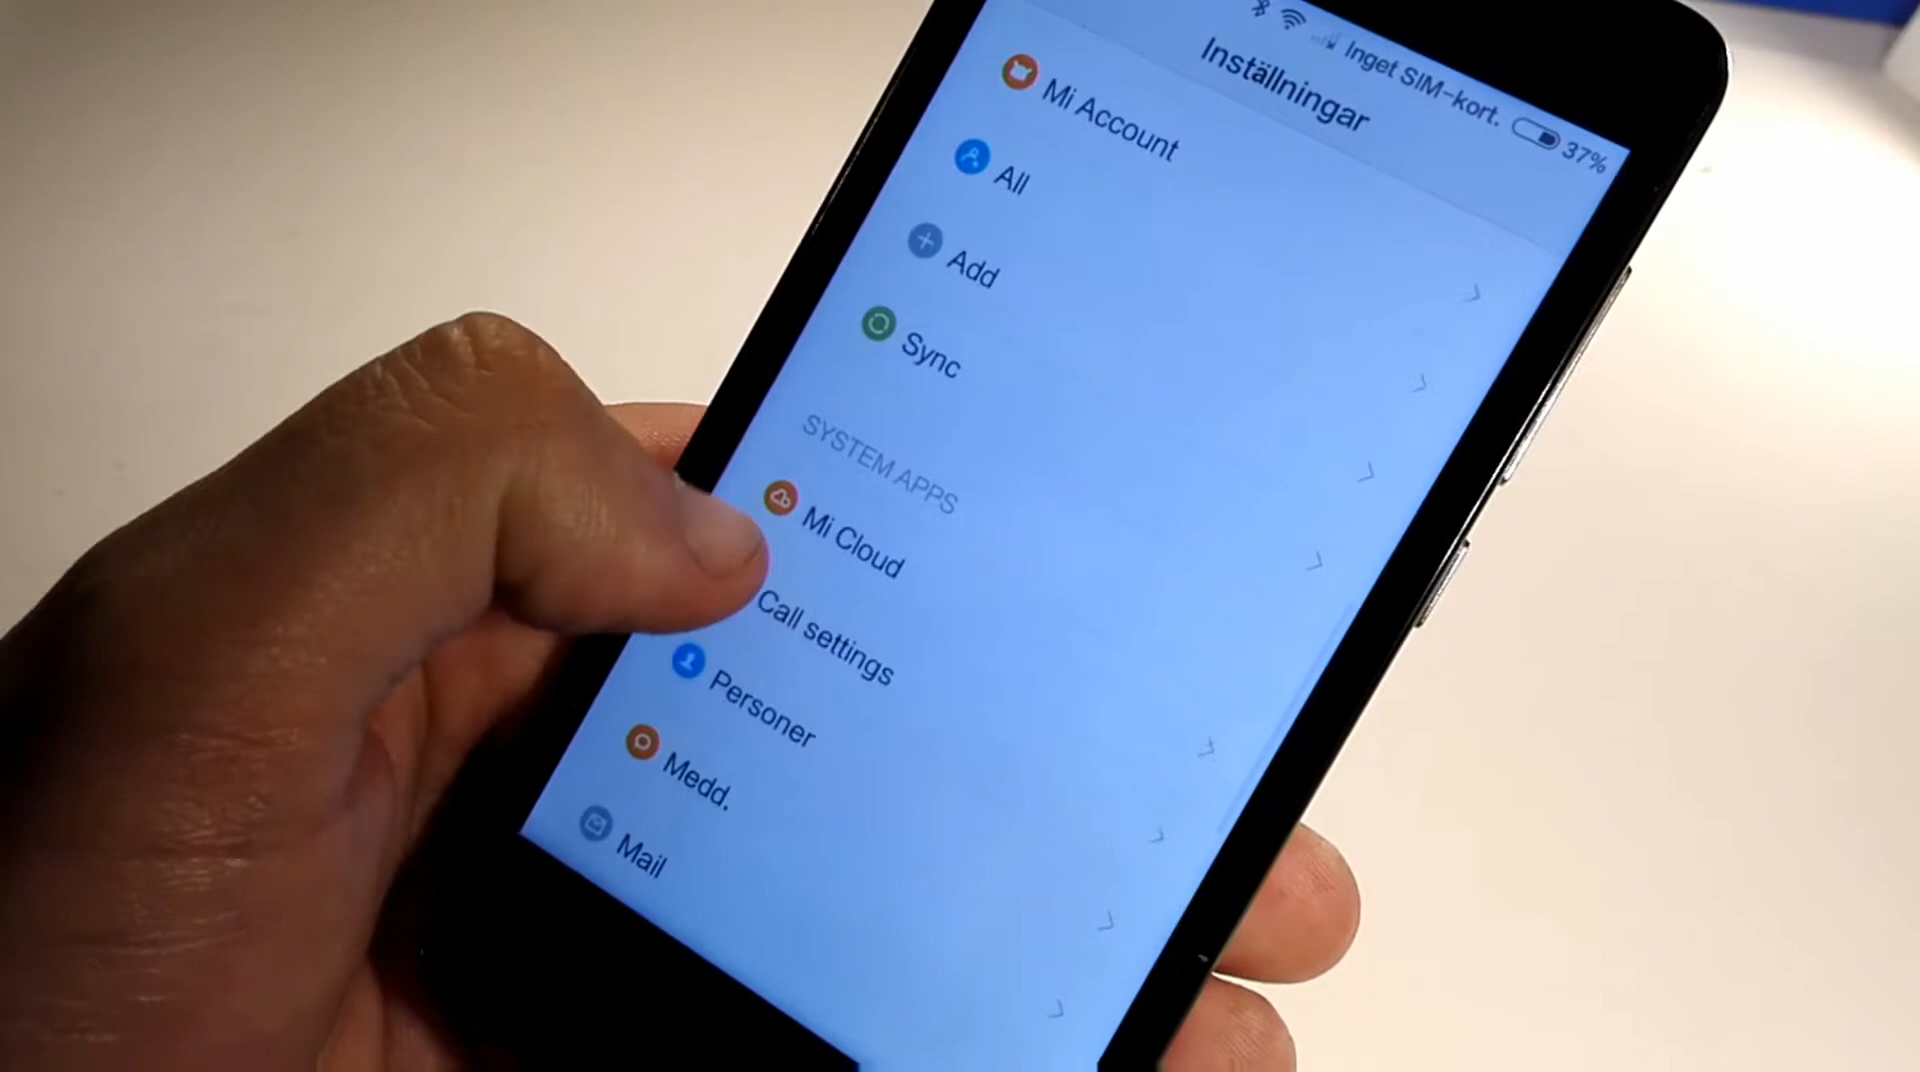 Inget SIM-kort.
37%
Inställningar
Mi Account
All
Add
Sync
SYSTEM APPS
Mi Cloud
Call settings
Personer
Medd.
Mail